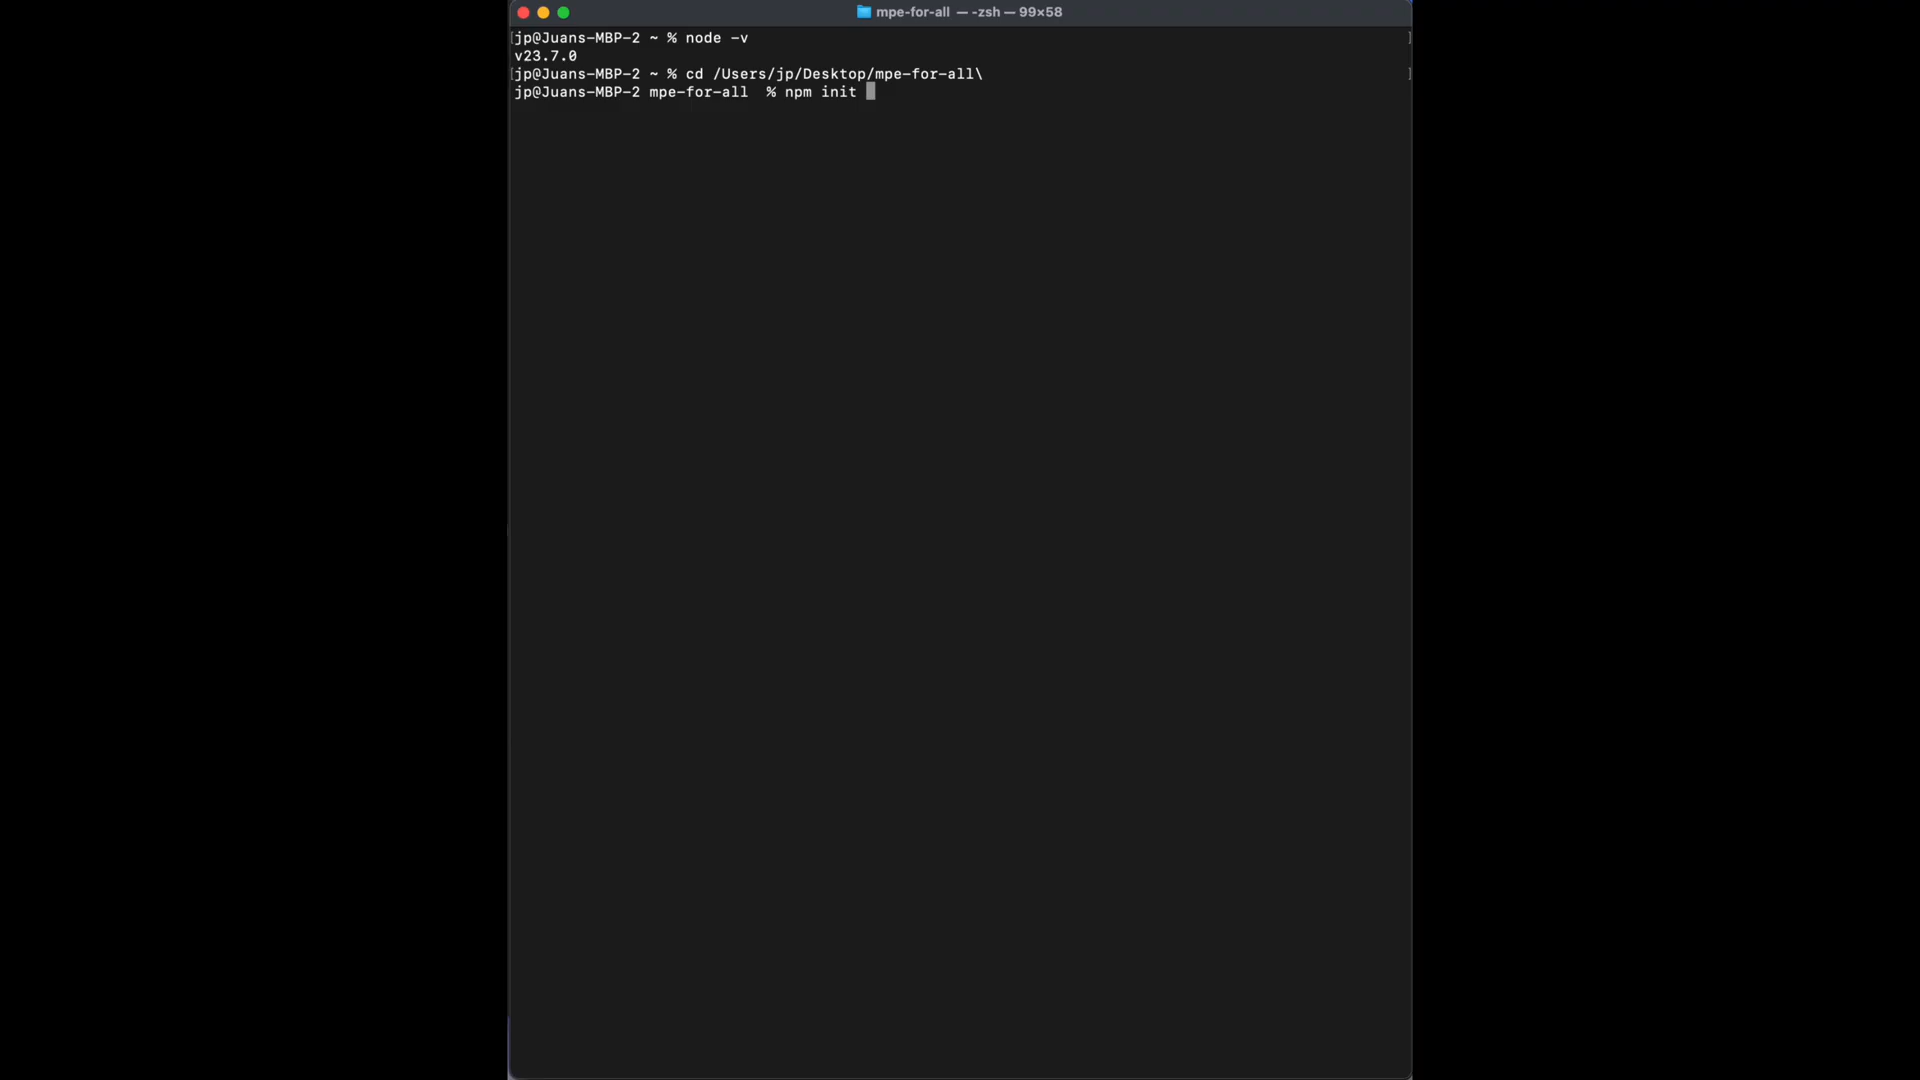 mpe-for-all — -zsh — 99×58
[jp@Juans-MBP-2 ~ % node -v ]
v23.7.0
[jp@Juans-MBP-2 ~ % cd /Users/jp/Desktop/mpe-for-all\ ]
jp@Juans-MBP-2 mpe-for-all  % npm init